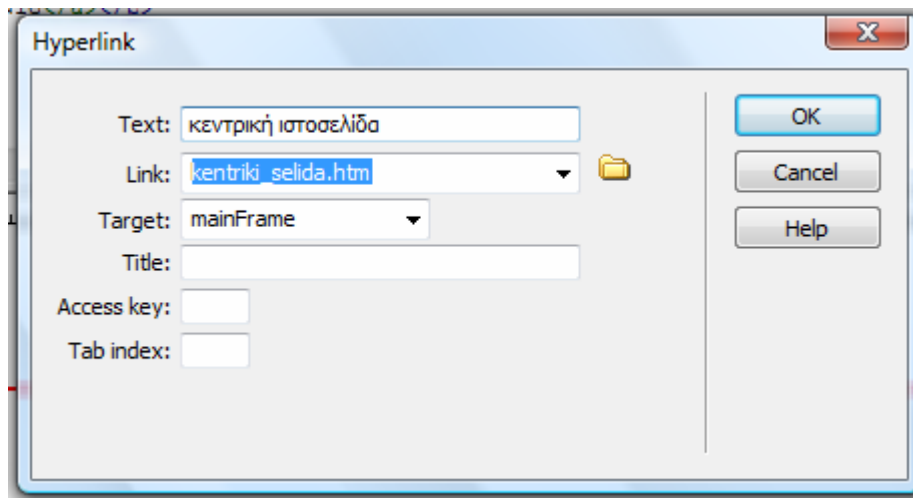 Hyperlink
Text: κεντρική ιστοσελίδα
OK
Link: kentriki_selida.htm
Cancel
Target: mainFrame
Help
Title:
Access key:
Tab index: